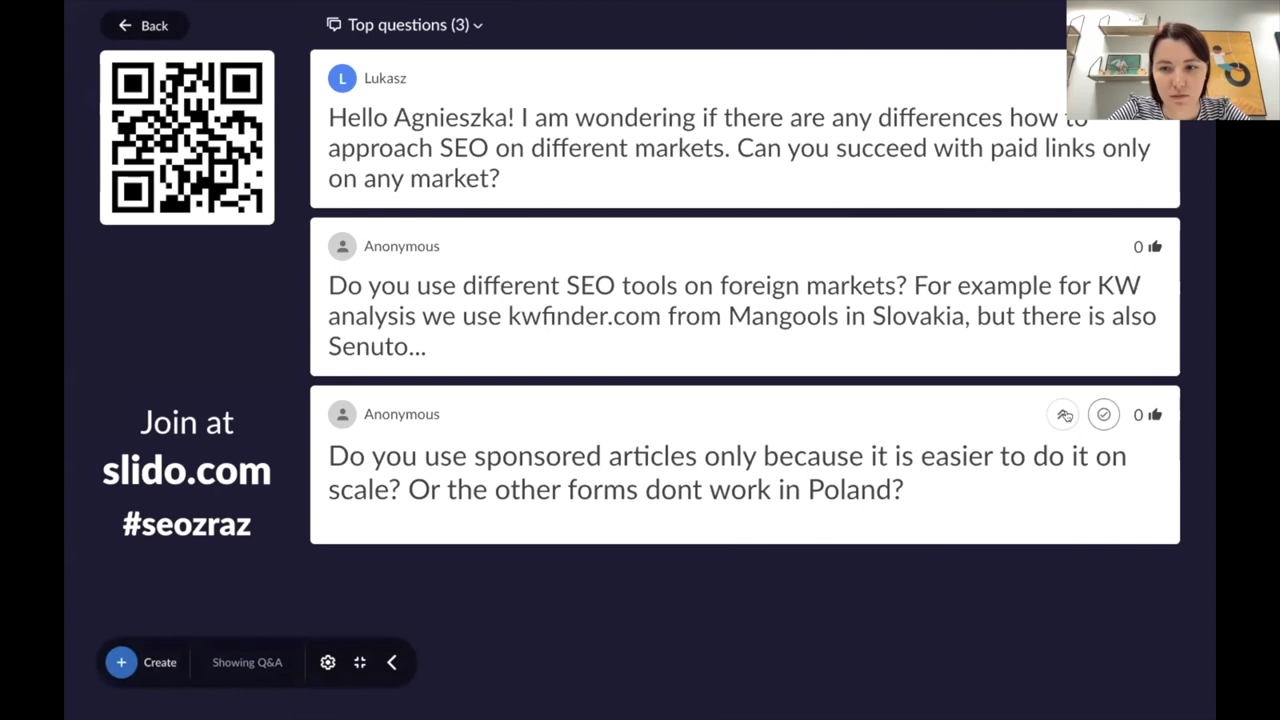 Back
Top questions (3)
L
Lukasz
Hello Agnieszka! I am wondering if there are any differences how to
approach SEO on different markets. Can you succeed with paid links only
on any market?
Anonymous
0
Do you use different SEO tools on foreign markets? For example for KW
analysis we use kwfinder.com from Mangools in Slovakia, but there is also
Senuto...
Anonymous
0
Do you use sponsored articles only because it is easier to do it on
scale? Or the other forms dont work in Poland?
Join at
slido.com
#seozraz
Create
Showing Q&A